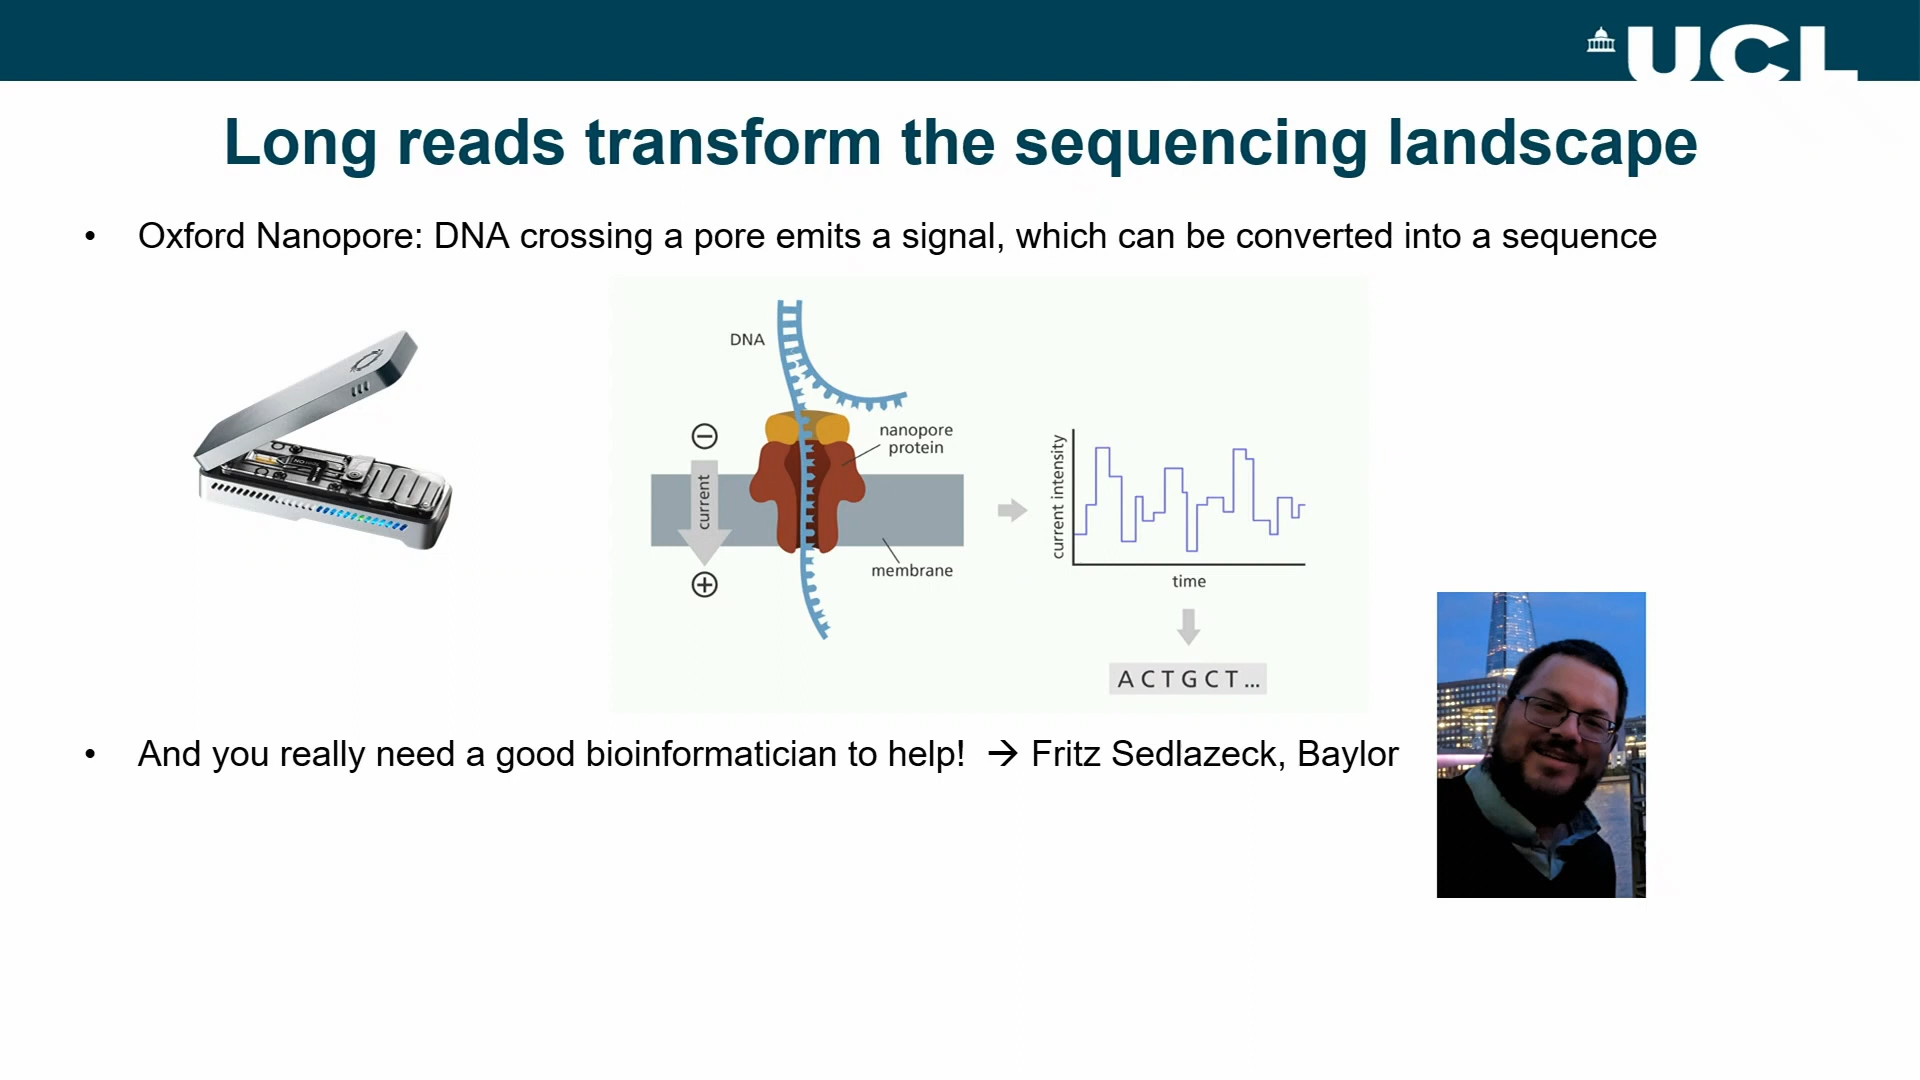 UCL
Long reads transform the sequencing landscape
• Oxford Nanopore: DNA crossing a pore emits a signal, which can be converted into a sequence
DNA
nanopore
protein
current
membrane
current intensity
time
ACTGCT...
• And you really need a good bioinformatician to help! → Fritz Sedlazeck, Baylor